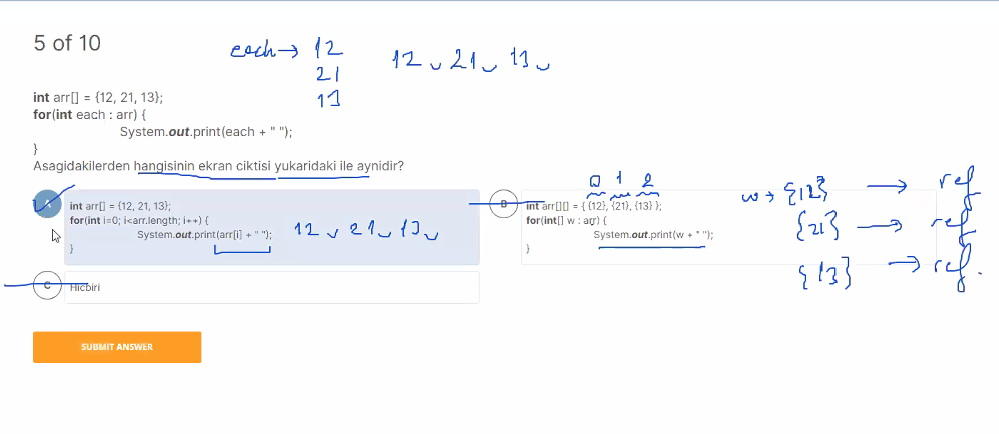 5 of 10
each → 12
21
13
12 21 13
int arr[] = {12, 21, 13};
for(int each : arr) {
System.out.print(each + " ");
}
Asagidakilerden hangisinin ekran ciktisi yukaridaki ile aynidir?
A
int arr[] = {12, 21, 13};
for(int i=0; i<arr.length; i++) {
System.out.print(arr[i] + " ");
}
12 21 13
0 1 2
B
int arr[][] = { {12}, {21}, {13} };
for(int[] w : arr) {
System.out.print(w + " ");
}
w → {12} → ref
{21} → ref
{13} → ref.
C
Hicbiri
SUBMIT ANSWER